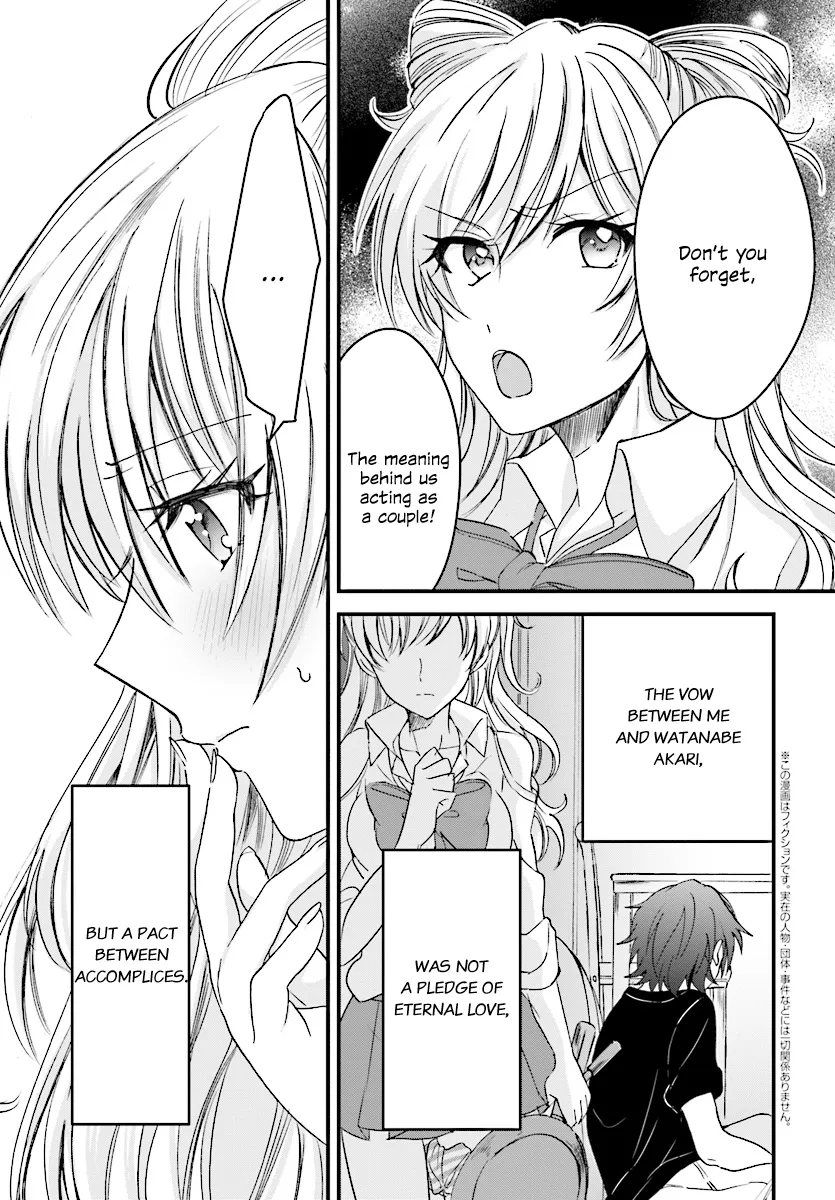 Don't you
forget,
The meaning
behind us
acting as
a couple!
THE VOW
BETWEEN ME
AND WATANABE
AKARI,
WAS NOT
A PLEDGE OF
ETERNAL LOVE,
※この漫画はフィクションです。実在の人物・団体・事件などには一切関係ありません。
...
BUT A PACT
BETWEEN
ACCOMPLICES.